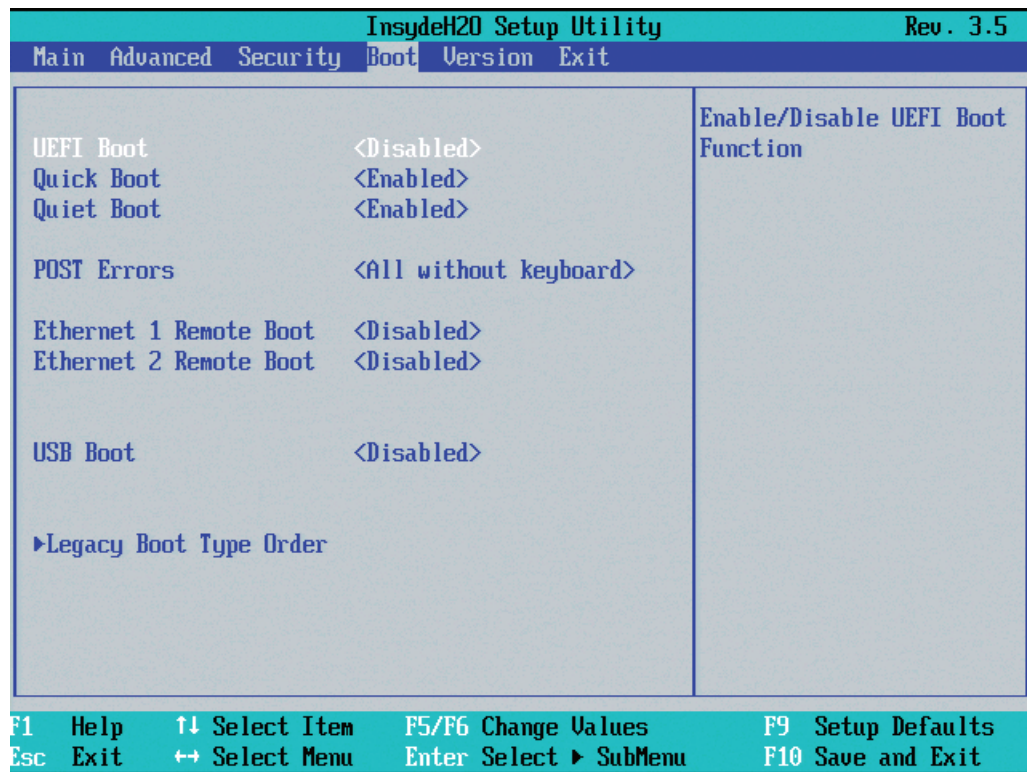 InsydeH2O Setup Utility Rev. 3.5
Main Advanced Security Boot Version Exit
UEFI Boot <Disabled>
Quick Boot <Enabled>
Quiet Boot <Enabled>
POST Errors <All without keyboard>
Ethernet 1 Remote Boot <Disabled>
Ethernet 2 Remote Boot <Disabled>
USB Boot <Disabled>
▶Legacy Boot Type Order
Enable/Disable UEFI Boot
Function
F1 Help ↑↓ Select Item F5/F6 Change Values F9 Setup Defaults
Esc Exit ↔ Select Menu Enter Select ▶ SubMenu F10 Save and Exit